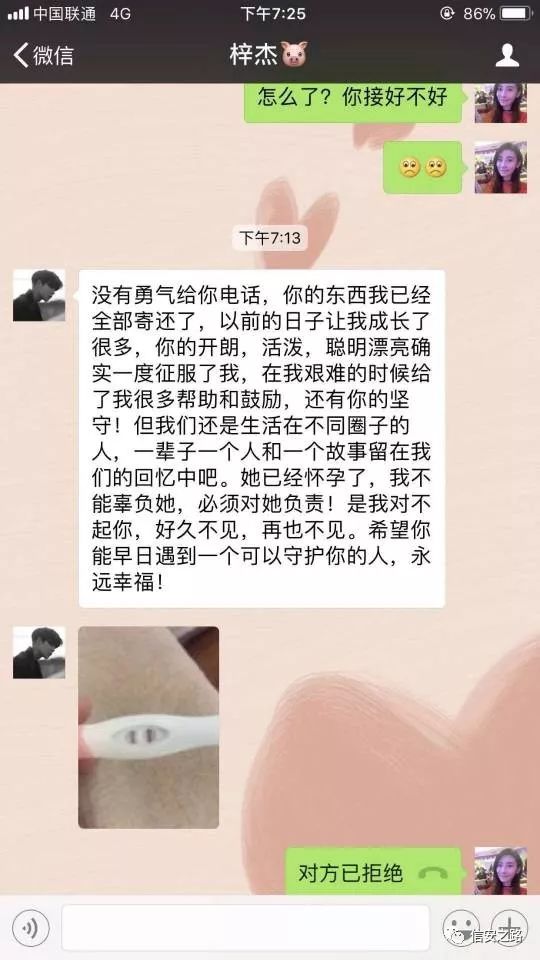 中国联通 4G 下午7:25 86%
微信 梓杰🐷
怎么了？你接好不好
🙁🙁
下午7:13
没有勇气给你电话，你的东西我已经
全部寄还了，以前的日子让我成长了
很多，你的开朗，活泼，聪明漂亮确
实一度征服了我，在我艰难的时候给
了我很多帮助和鼓励，还有你的坚
守！但我们还是生活在不同圈子的
人，一辈子一个人和一个故事留在我
们的回忆中吧。她已经怀孕了，我不
能辜负她，必须对她负责！是我对不
起你，好久不见，再也不见。希望你
能早日遇到一个可以守护你的人，永
远幸福！
对方已拒绝
信安之路